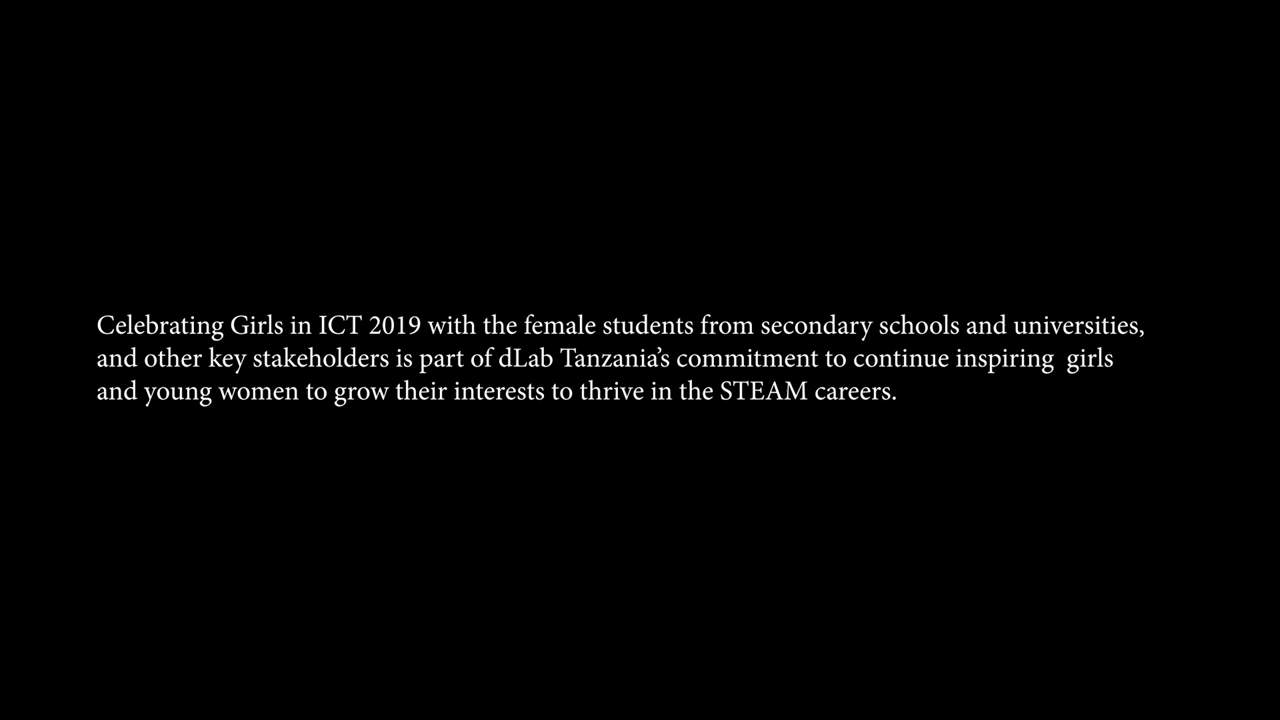 Celebrating Girls in ICT 2019 with the female students from secondary schools and universities,
and other key stakeholders is part of dLab Tanzania’s commitment to continue inspiring  girls
and young women to grow their interests to thrive in the STEAM careers.